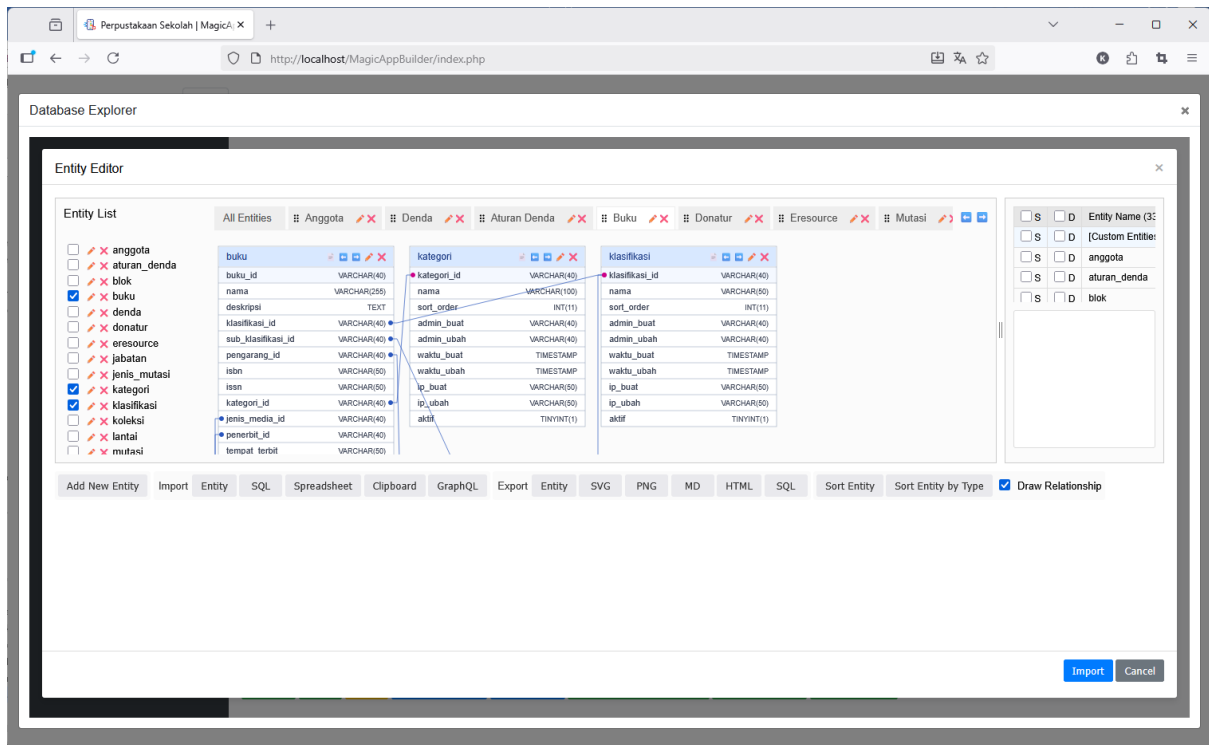 Perpustakaan Sekolah | MagicA
http://localhost/MagicAppBuilder/index.php
K
Database Explorer
Entity Editor
Entity List
anggota
aturan_denda
blok
buku
denda
donatur
eresource
jabatan
jenis_mutasi
kategori
klasifikasi
koleksi
lantai
mutasi
All Entities Anggota Denda Aturan Denda Buku Donatur Eresource Mutasi
buku
buku_id VARCHAR(40)
nama VARCHAR(255)
deskripsi TEXT
klasifikasi_id VARCHAR(40)
sub_klasifikasi_id VARCHAR(40)
pengarang_id VARCHAR(40)
isbn VARCHAR(50)
issn VARCHAR(50)
kategori_id VARCHAR(40)
jenis_media_id VARCHAR(40)
penerbit_id VARCHAR(40)
tempat_terbit VARCHAR(50)
kategori
kategori_id VARCHAR(40)
nama VARCHAR(100)
sort_order INT(11)
admin_buat VARCHAR(40)
admin_ubah VARCHAR(40)
waktu_buat TIMESTAMP
waktu_ubah TIMESTAMP
ip_buat VARCHAR(50)
ip_ubah VARCHAR(50)
aktif TINYINT(1)
klasifikasi
klasifikasi_id VARCHAR(40)
nama VARCHAR(50)
sort_order INT(11)
admin_buat VARCHAR(40)
admin_ubah VARCHAR(40)
waktu_buat TIMESTAMP
waktu_ubah TIMESTAMP
ip_buat VARCHAR(50)
ip_ubah VARCHAR(50)
aktif TINYINT(1)
S D Entity Name (33
S D [Custom Entities
S D anggota
S D aturan_denda
S D blok
Add New Entity Import Entity SQL Spreadsheet Clipboard GraphQL Export Entity SVG PNG MD HTML SQL Sort Entity Sort Entity by Type Draw Relationship
Import Cancel